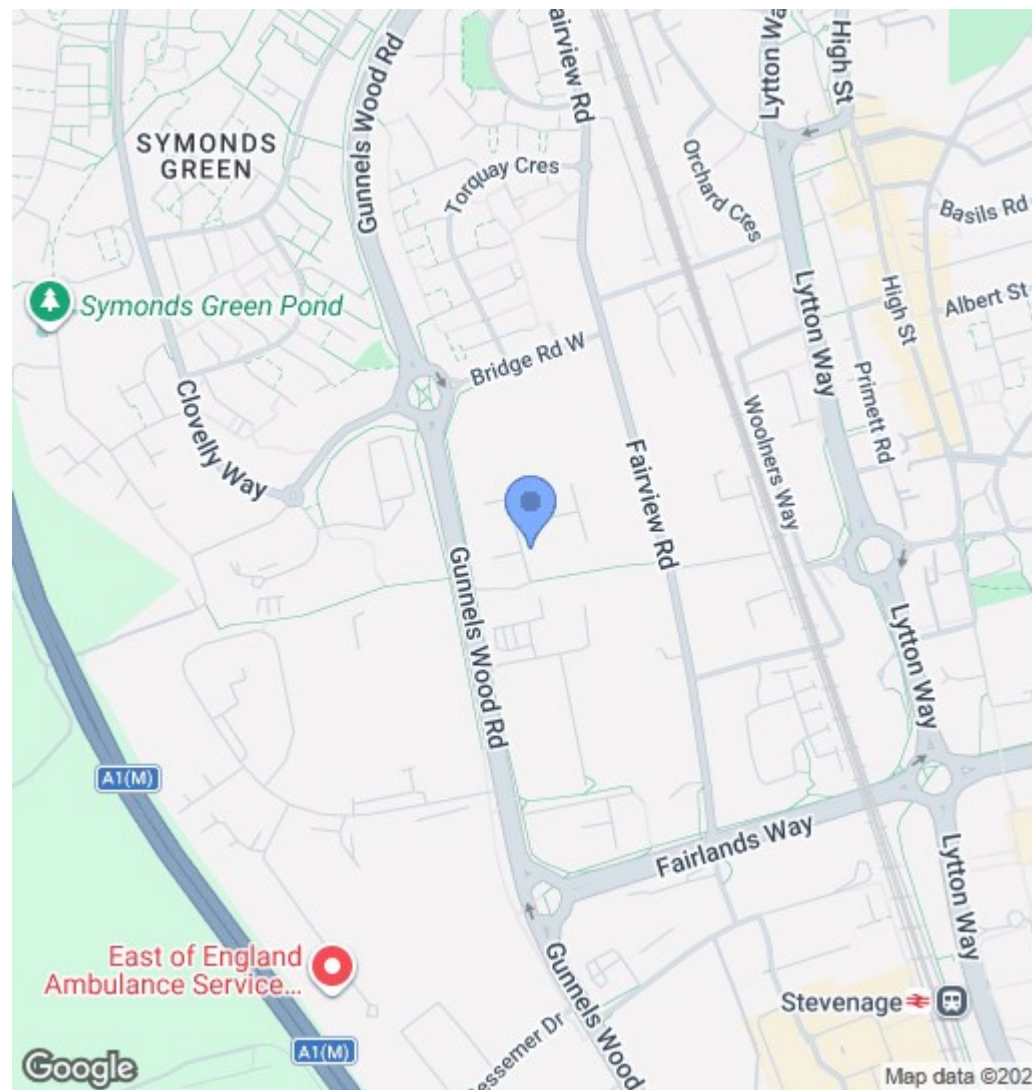 Gunnels Wood Rd
airview Rd
Lytton Wa
High St
SYMONDS
GREEN
Torquay Cres
Orchard Cres
Basils Rd
Symonds Green Pond
Lytton Way
High St
Albert St
Bridge Rd W
Primett Rd
Clovelly Way
Woolners Way
Fairview Rd
Gunnels Wood Rd
Lytton Way
A1(M)
Fairlands Way
Lytton Way
East of England
Ambulance Service...
Gunnels Wood
Stevenage
essemer Dr
A1(M)
Google
Map data ©202